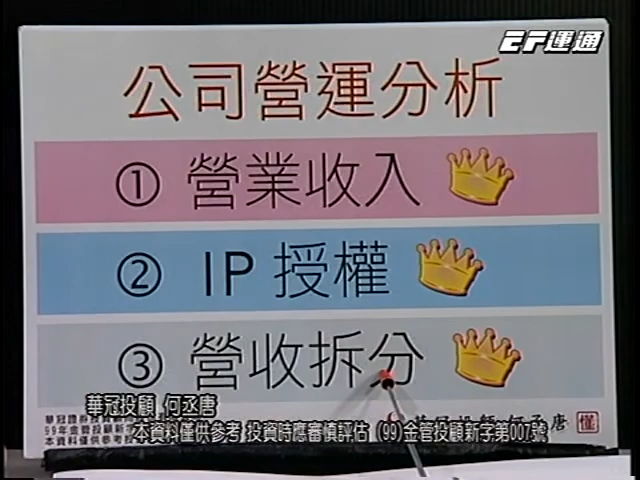 EF運通
公司營運分析
① 營業收入
② IP 授權
③ 營收拆分
華冠投顧 何丞唐
本資料僅供參考 投資時應審慎評估 (99)金管投顧新字第007號
懂